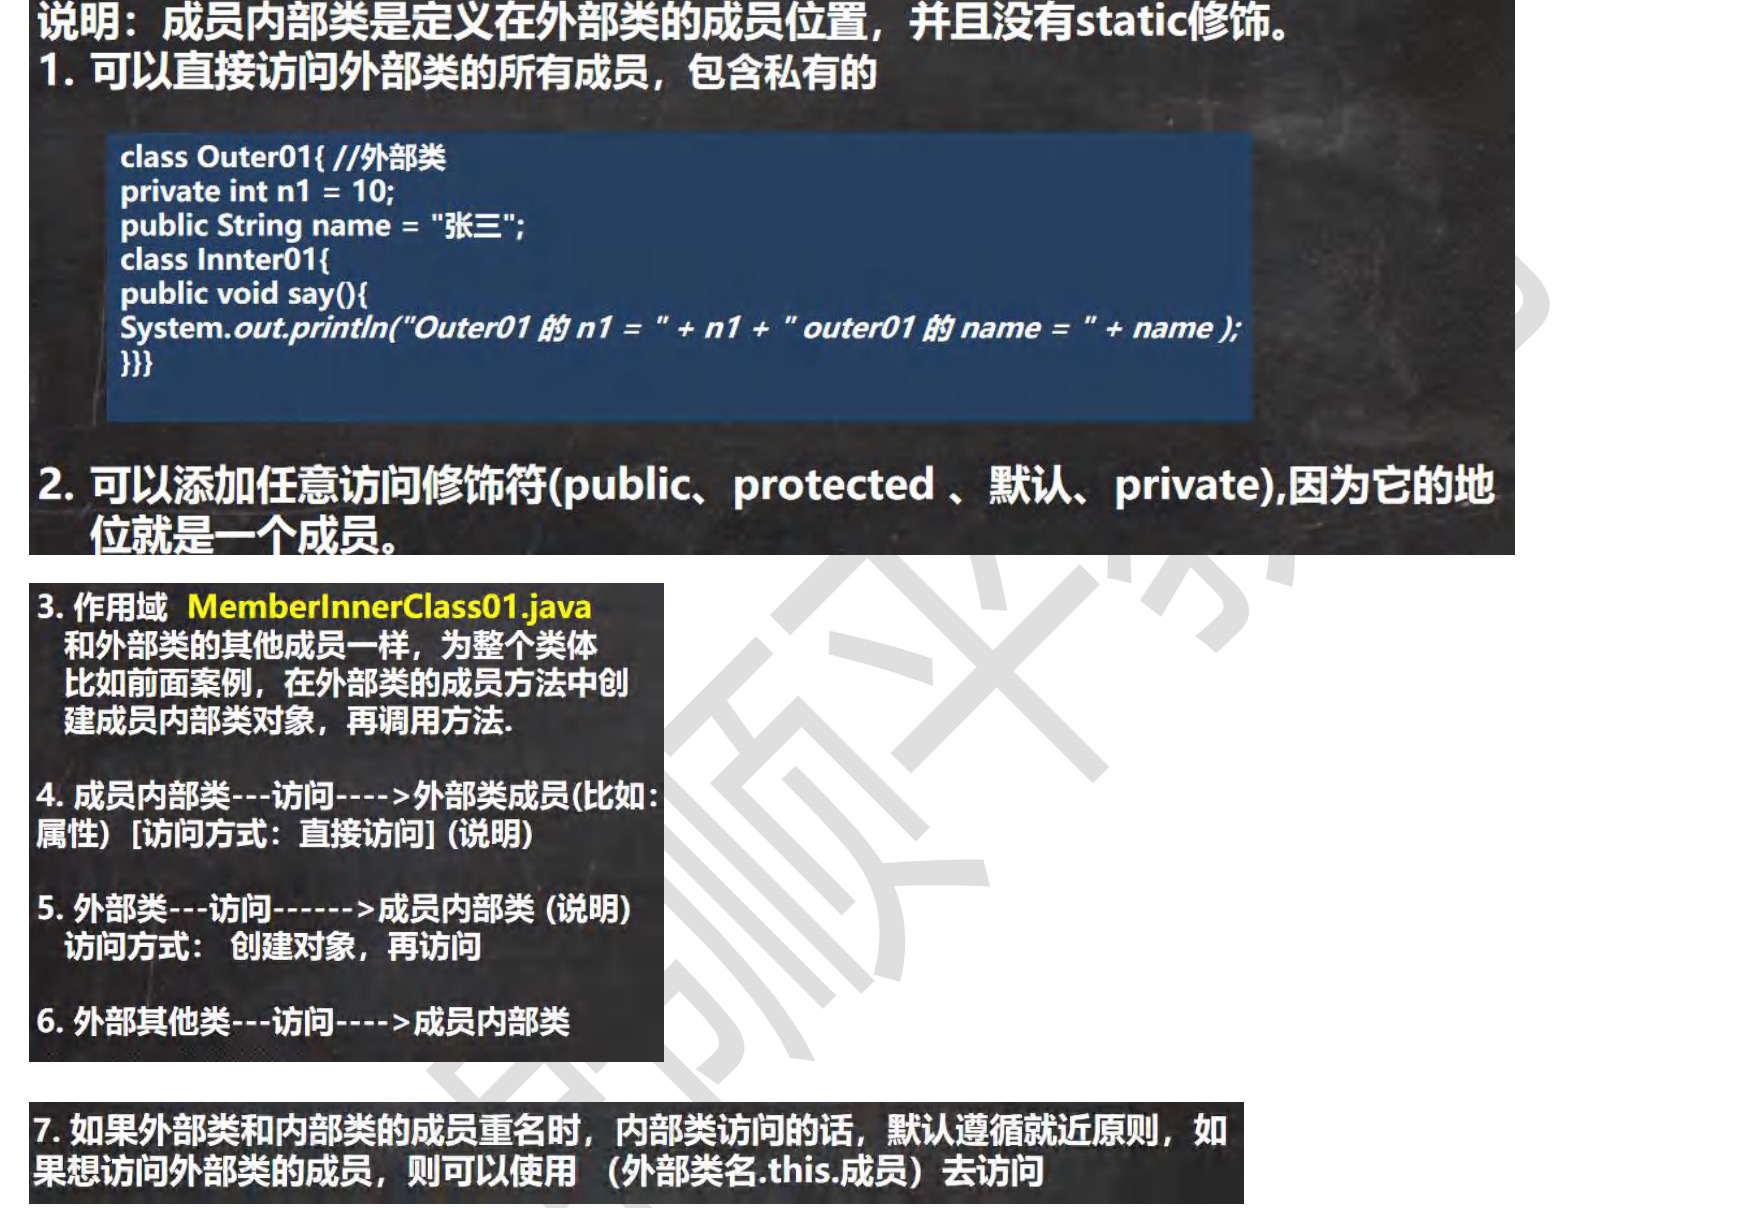 说明：成员内部类是定义在外部类的成员位置，并且没有static修饰。
1. 可以直接访问外部类的所有成员，包含私有的
class Outer01{ //外部类
private int n1 = 10;
public String name = "张三";
class Innter01{
public void say(){
System.out.println("Outer01 的 n1 = " + n1 + " outer01 的 name = " + name );
}}}
2. 可以添加任意访问修饰符(public、protected 、默认、private),因为它的地
位就是一个成员。
3. 作用域 MemberInnerClass01.java
和外部类的其他成员一样，为整个类体
比如前面案例，在外部类的成员方法中创
建成员内部类对象，再调用方法.
4. 成员内部类---访问---->外部类成员(比如：
属性）[访问方式：直接访问] (说明)
5. 外部类---访问------>成员内部类 (说明)
访问方式： 创建对象，再访问
6. 外部其他类---访问---->成员内部类
7. 如果外部类和内部类的成员重名时，内部类访问的话，默认遵循就近原则，如
果想访问外部类的成员，则可以使用 （外部类名.this.成员）去访问
顺平